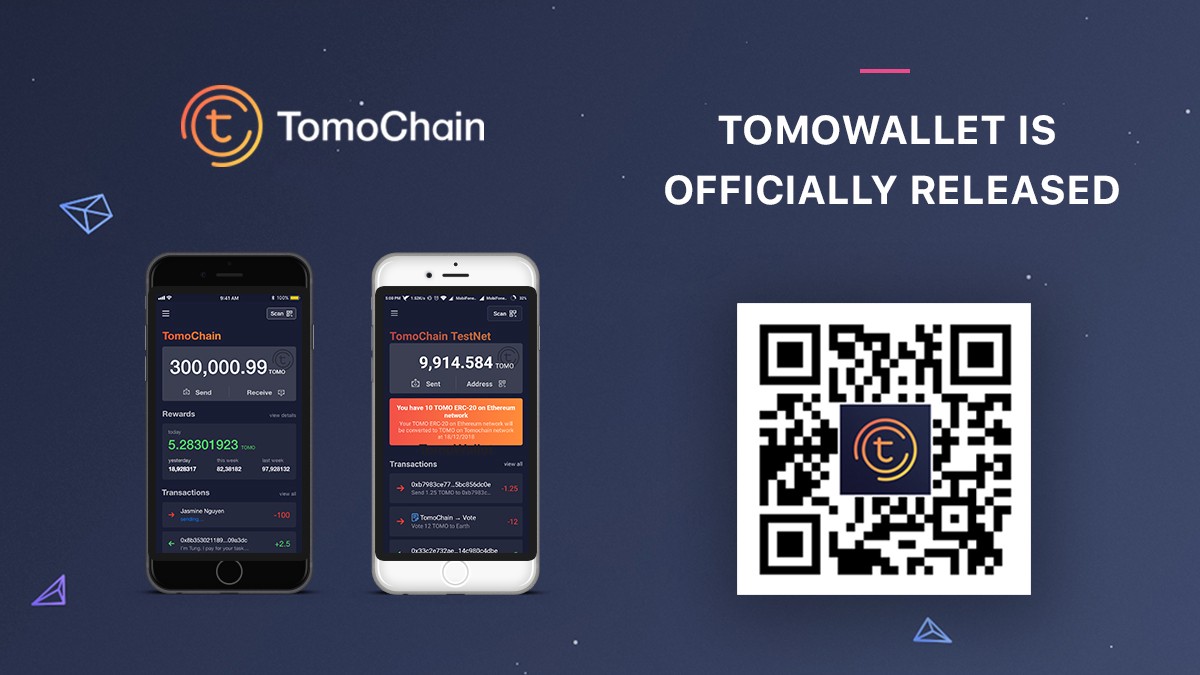 TomoChain
TOMOWALLET IS
OFFICIALLY RELEASED
9:41 AM
100%
Scan
TomoChain
300,000.99 TOMO
Send
Receive
Rewards
view details
today
5.28301923 TOMO
yesterday
this week
last week
18,928317
82,38182
97,928132
Transactions
view all
Jasmine Nguyen
-100
sending...
0x8b353021189...09a3dc
+2.5
I'm Tung, I pay for your task...
Scan
TomoChain TestNet
9,914.584 TOMO
Sent
Address
You have 10 TOMO ERC-20 on Ethereum
network
Your TOMO ERC-20 on Ethereum network will
be converted to TOMO on Tomochain network
at 16/12/2018
Transactions
view all
0xb7983ce77...5bc856dc0e
-1.25
Send 1.25 TOMO to 0xb7983c...
TomoChain → Vote
-12
Vote 12 TOMO to Earth
0x33c2e732ae...14c980c4dbe